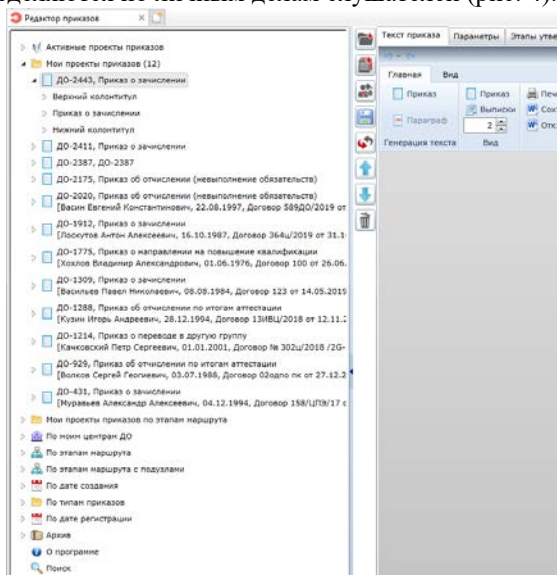 Редактор приказов
Активные проекты приказов
Мои проекты приказов (12)
ДО-2443, Приказ о зачислении
Верхний колонтитул
Приказ о зачислении
Нижний колонтитул
ДО-2411, Приказ о зачислении
ДО-2387, ДО-2387
ДО-2175, Приказ об отчислении (невыполнение обязательств)
ДО-2020, Приказ об отчислении (невыполнение обязательств)
[Васин Евгений Константинович, 22.08.1997, Договор 589ДО/2019 от
ДО-1912, Приказ о зачислении
[Лоскутов Антон Алексеевич, 16.10.1987, Договор 364ц/2019 от 31.1
ДО-1775, Приказ о направлении на повышение квалификации
[Хохлов Владимир Александрович, 01.06.1976, Договор 100 от 26.06.
ДО-1309, Приказ о зачислении
[Васильев Павел Николаевич, 08.08.1984, Договор 123 от 14.05.2019
ДО-1288, Приказ об отчислении по итогам аттестации
[Кузин Игорь Андреевич, 28.12.1994, Договор 13ИВЦ/2018 от 12.11.2
ДО-1214, Приказ о переводе в другую группу
[Качковский Петр Сергеевич, 01.01.2001, Договор № 302ц/2018 /2G-
ДО-929, Приказ об отчислении по итогам аттестации
[Волков Сергей Георгиевич, 03.07.1988, Договор 02одпо пк от 27.12.2
ДО-431, Приказ о зачислении
[Муравьев Александр Алексеевич, 04.12.1994, Договор 158/ЦПЭ/17 с
Мои проекты приказов по этапам маршрута
По моим центрам ДО
По этапам маршрута
По этапам маршрута с подузлами
По дате создания
По типам приказов
По дате регистрации
Архив
О программе
Поиск
Текст приказа Параметры Этапы утве
Главная Вид
Приказ Приказ Печ
Выписки Сох
Параграф 2 Отк
Генерация текста Вид